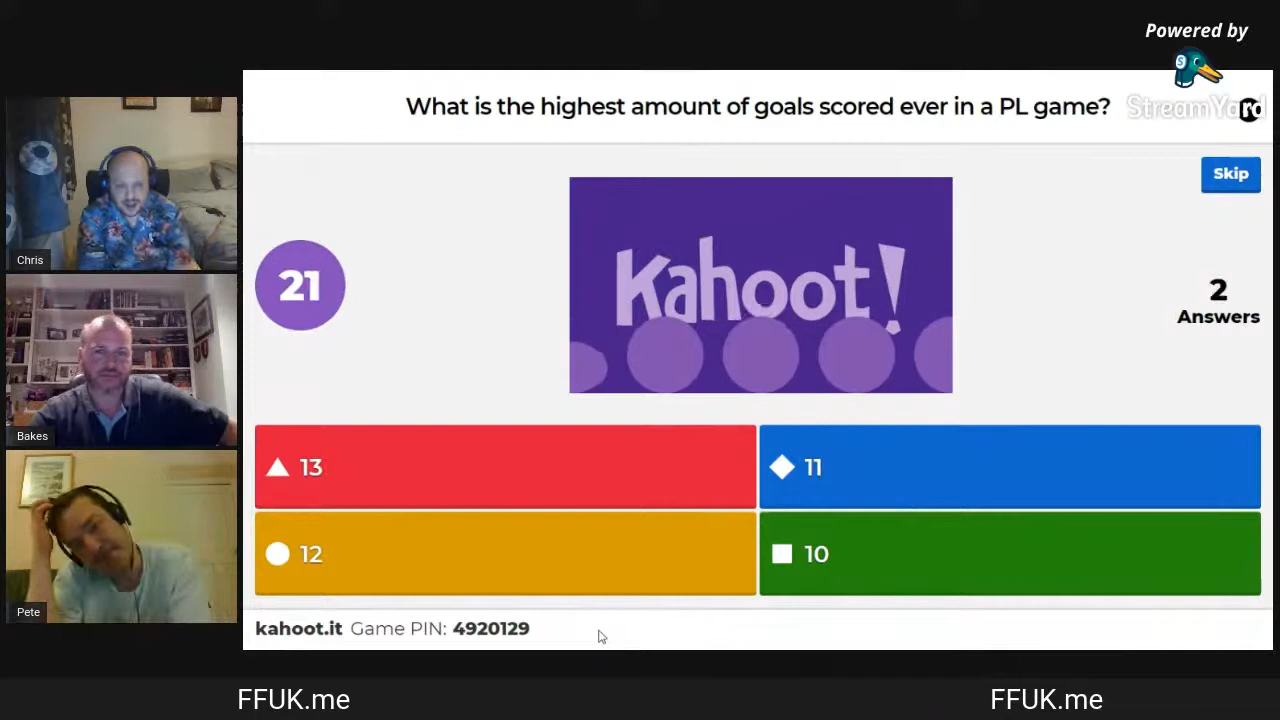 Powered by
StreamYard
What is the highest amount of goals scored ever in a PL game?
Skip
21
Kahoot!
2
Answers
13
11
12
10
kahoot.it Game PIN: 4920129
Chris
Bakes
Pete
FFUK.me
FFUK.me